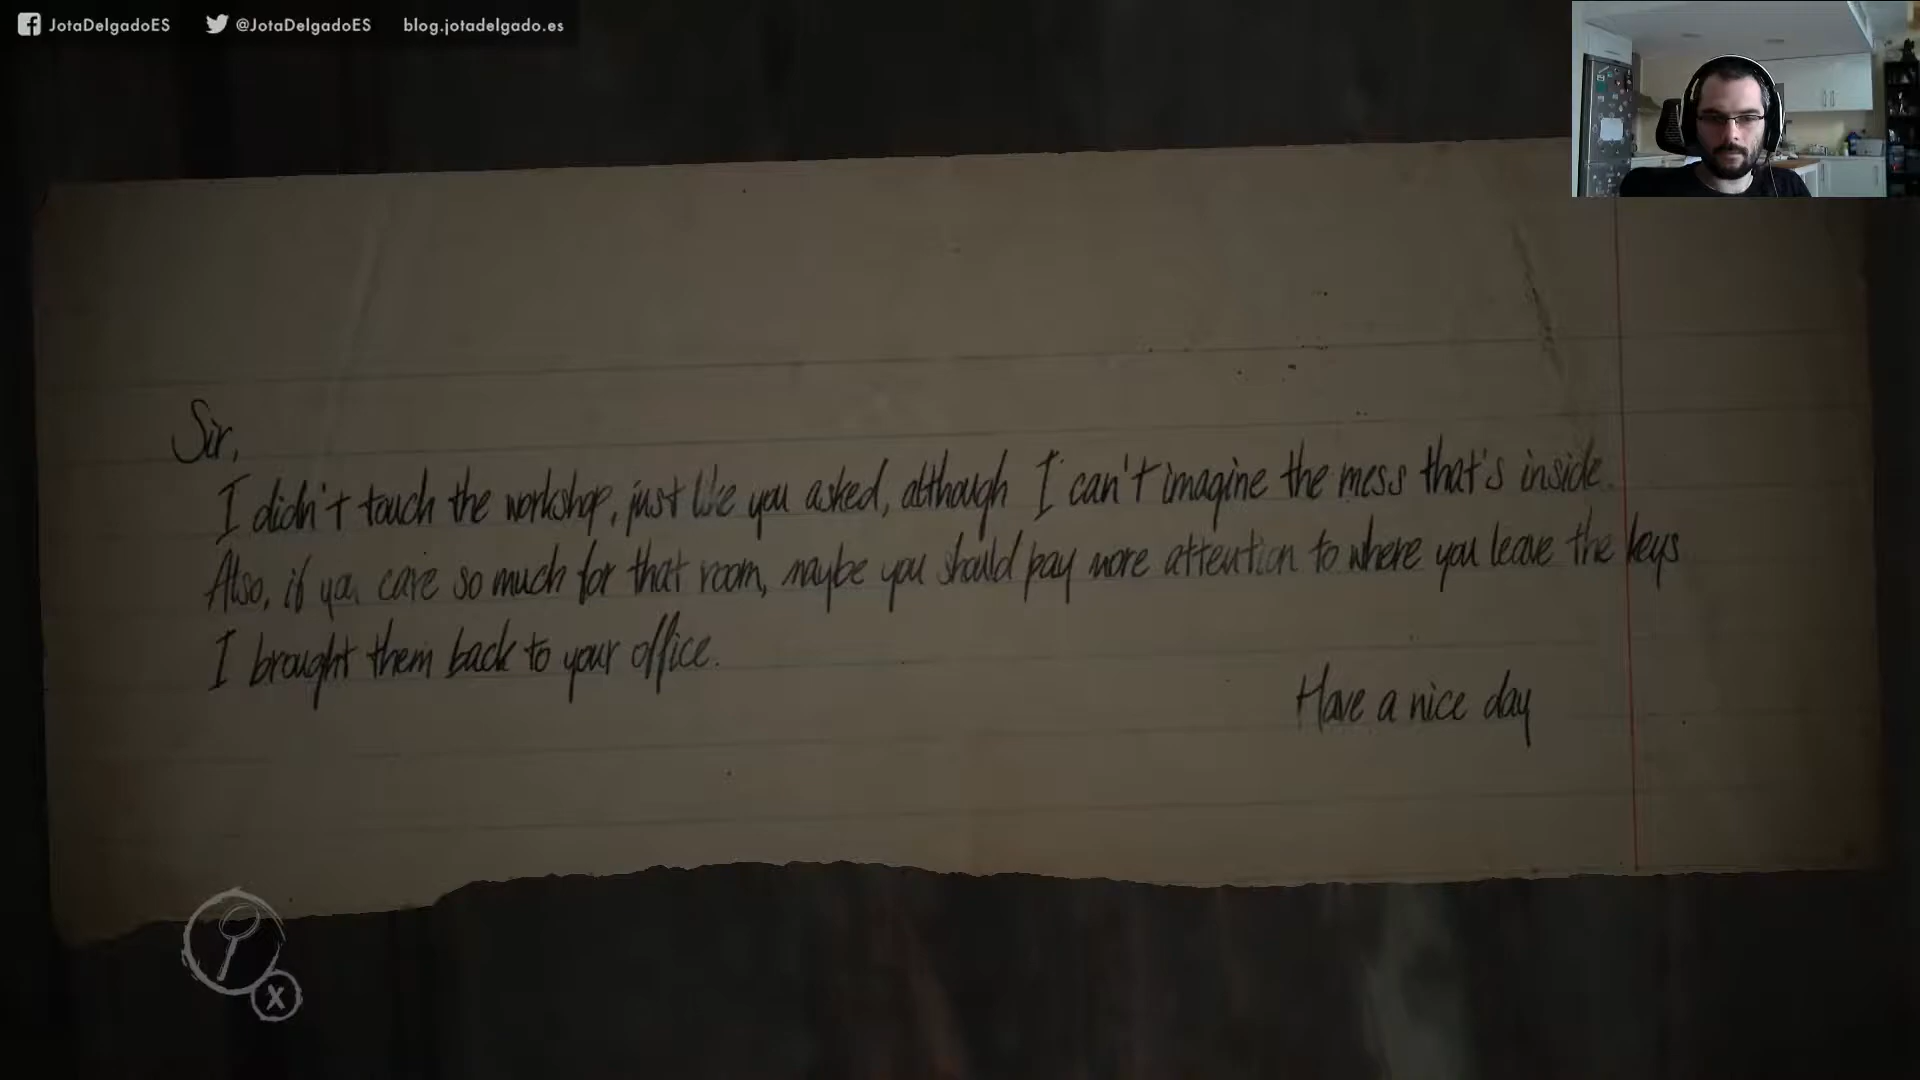 JotaDelgadoES @JotaDelgadoES blog.jotadelgado.es
Sir,
I didn't touch the workshop, just like you asked, although I can't imagine the mess that's inside.
Also, if you care so much for that room, maybe you should pay more attention to where you leave the keys
I brought them back to your office.
Have a nice day
X